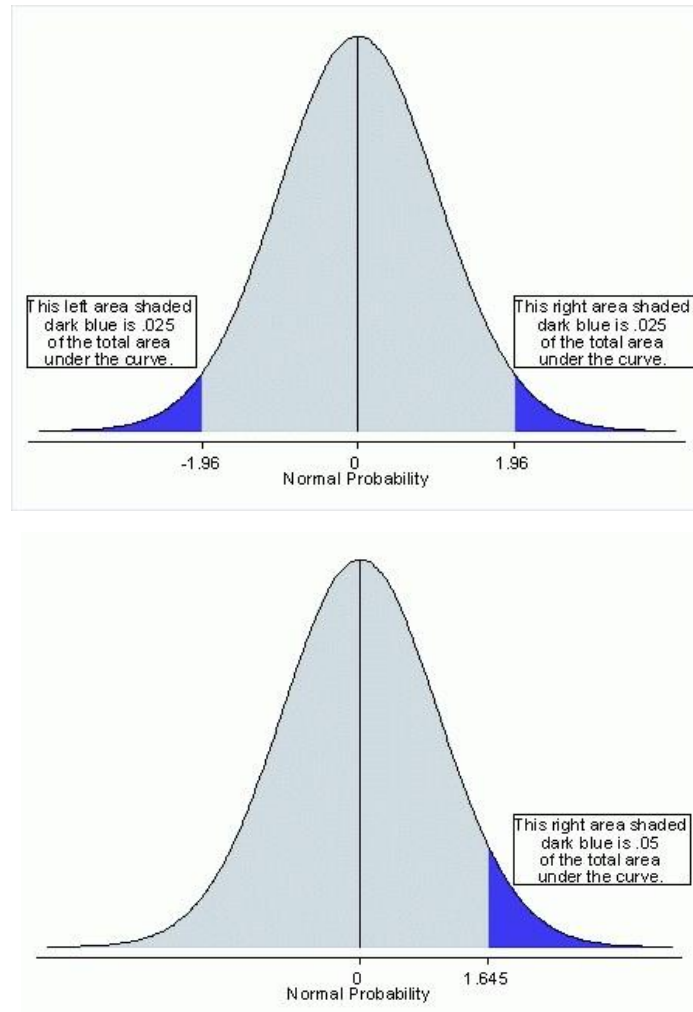 This left area shaded
dark blue is .025
of the total area
under the curve.
This right area shaded
dark blue is .025
of the total area
under the curve.
-1.96 0 1.96
Normal Probability
This right area shaded
dark blue is .05
of the total area
under the curve.
0 1.645
Normal Probability